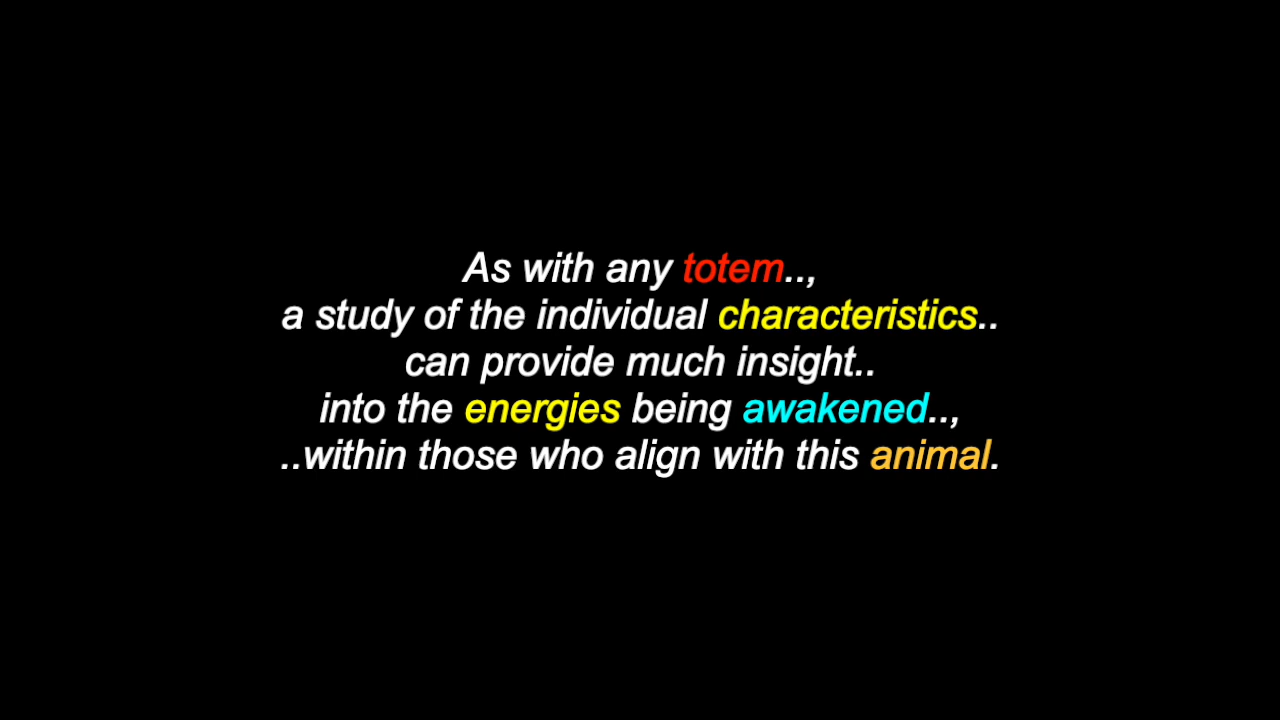 As with any totem..,
a study of the individual characteristics..
can provide much insight..
into the energies being awakened..,
..within those who align with this animal.